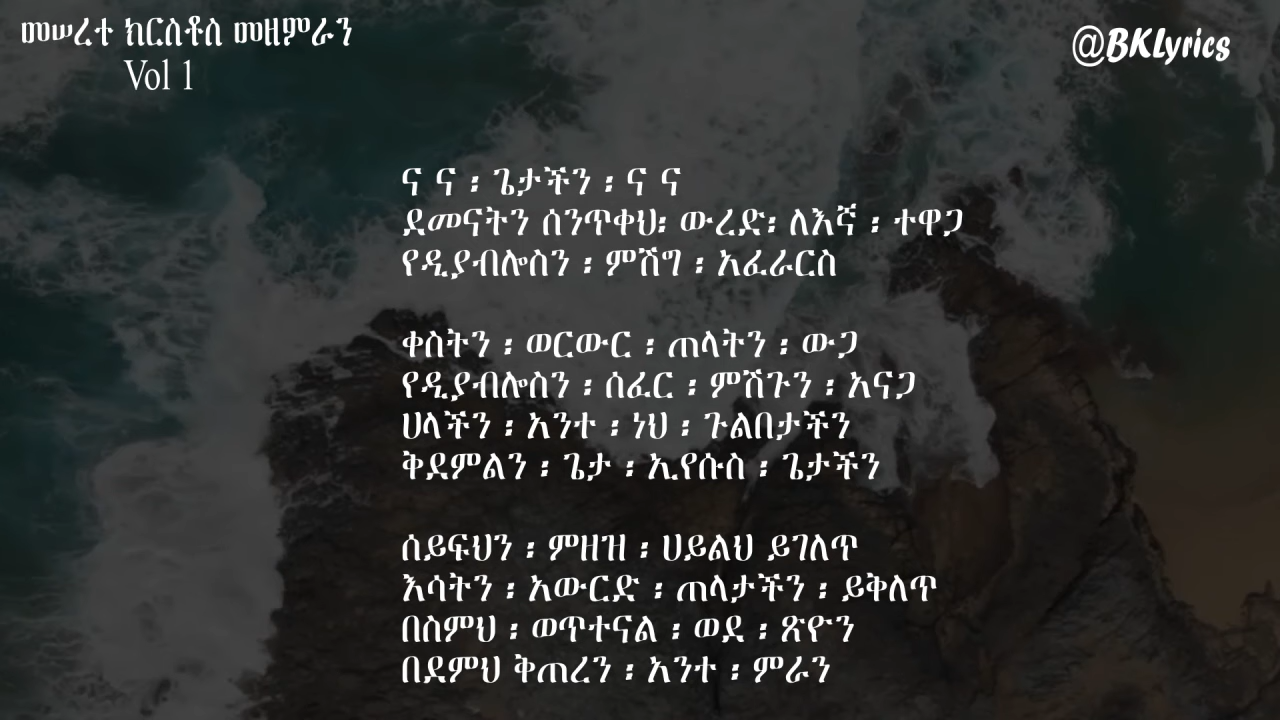 መሠረተ ክርስቶስ መዘምራን
Vol 1
@BKLyrics
ና ና ፡ ጌታችን ፡ ና ና
ደመናትን ሰንጥቀህ፡ ውረድ፡ ለእኛ ፡ ተዋጋ
የዲያብሎስን ፡ ምሽግ ፡ አፈራርስ
ቀስትን ፡ ወርውር ፡ ጠላትን ፡ ውጋ
የዲያብሎስን ፡ ሰፈር ፡ ምሽጉን ፡ አናጋ
ሀላችን ፡ አንተ ፡ ነህ ፡ ጉልበታችን
ቅደምልን ፡ ጌታ ፡ ኢየሱስ ፡ ጌታችን
ሰይፍህን ፡ ምዘዝ ፡ ሀይልህ ይገለጥ
እሳትን ፡ አውርድ ፡ ጠላታችን ፡ ይቅለጥ
በስምህ ፡ ወጥተናል ፡ ወደ ፡ ጽዮን
በደምህ ቅጠረን ፡ አንተ ፡ ምራን